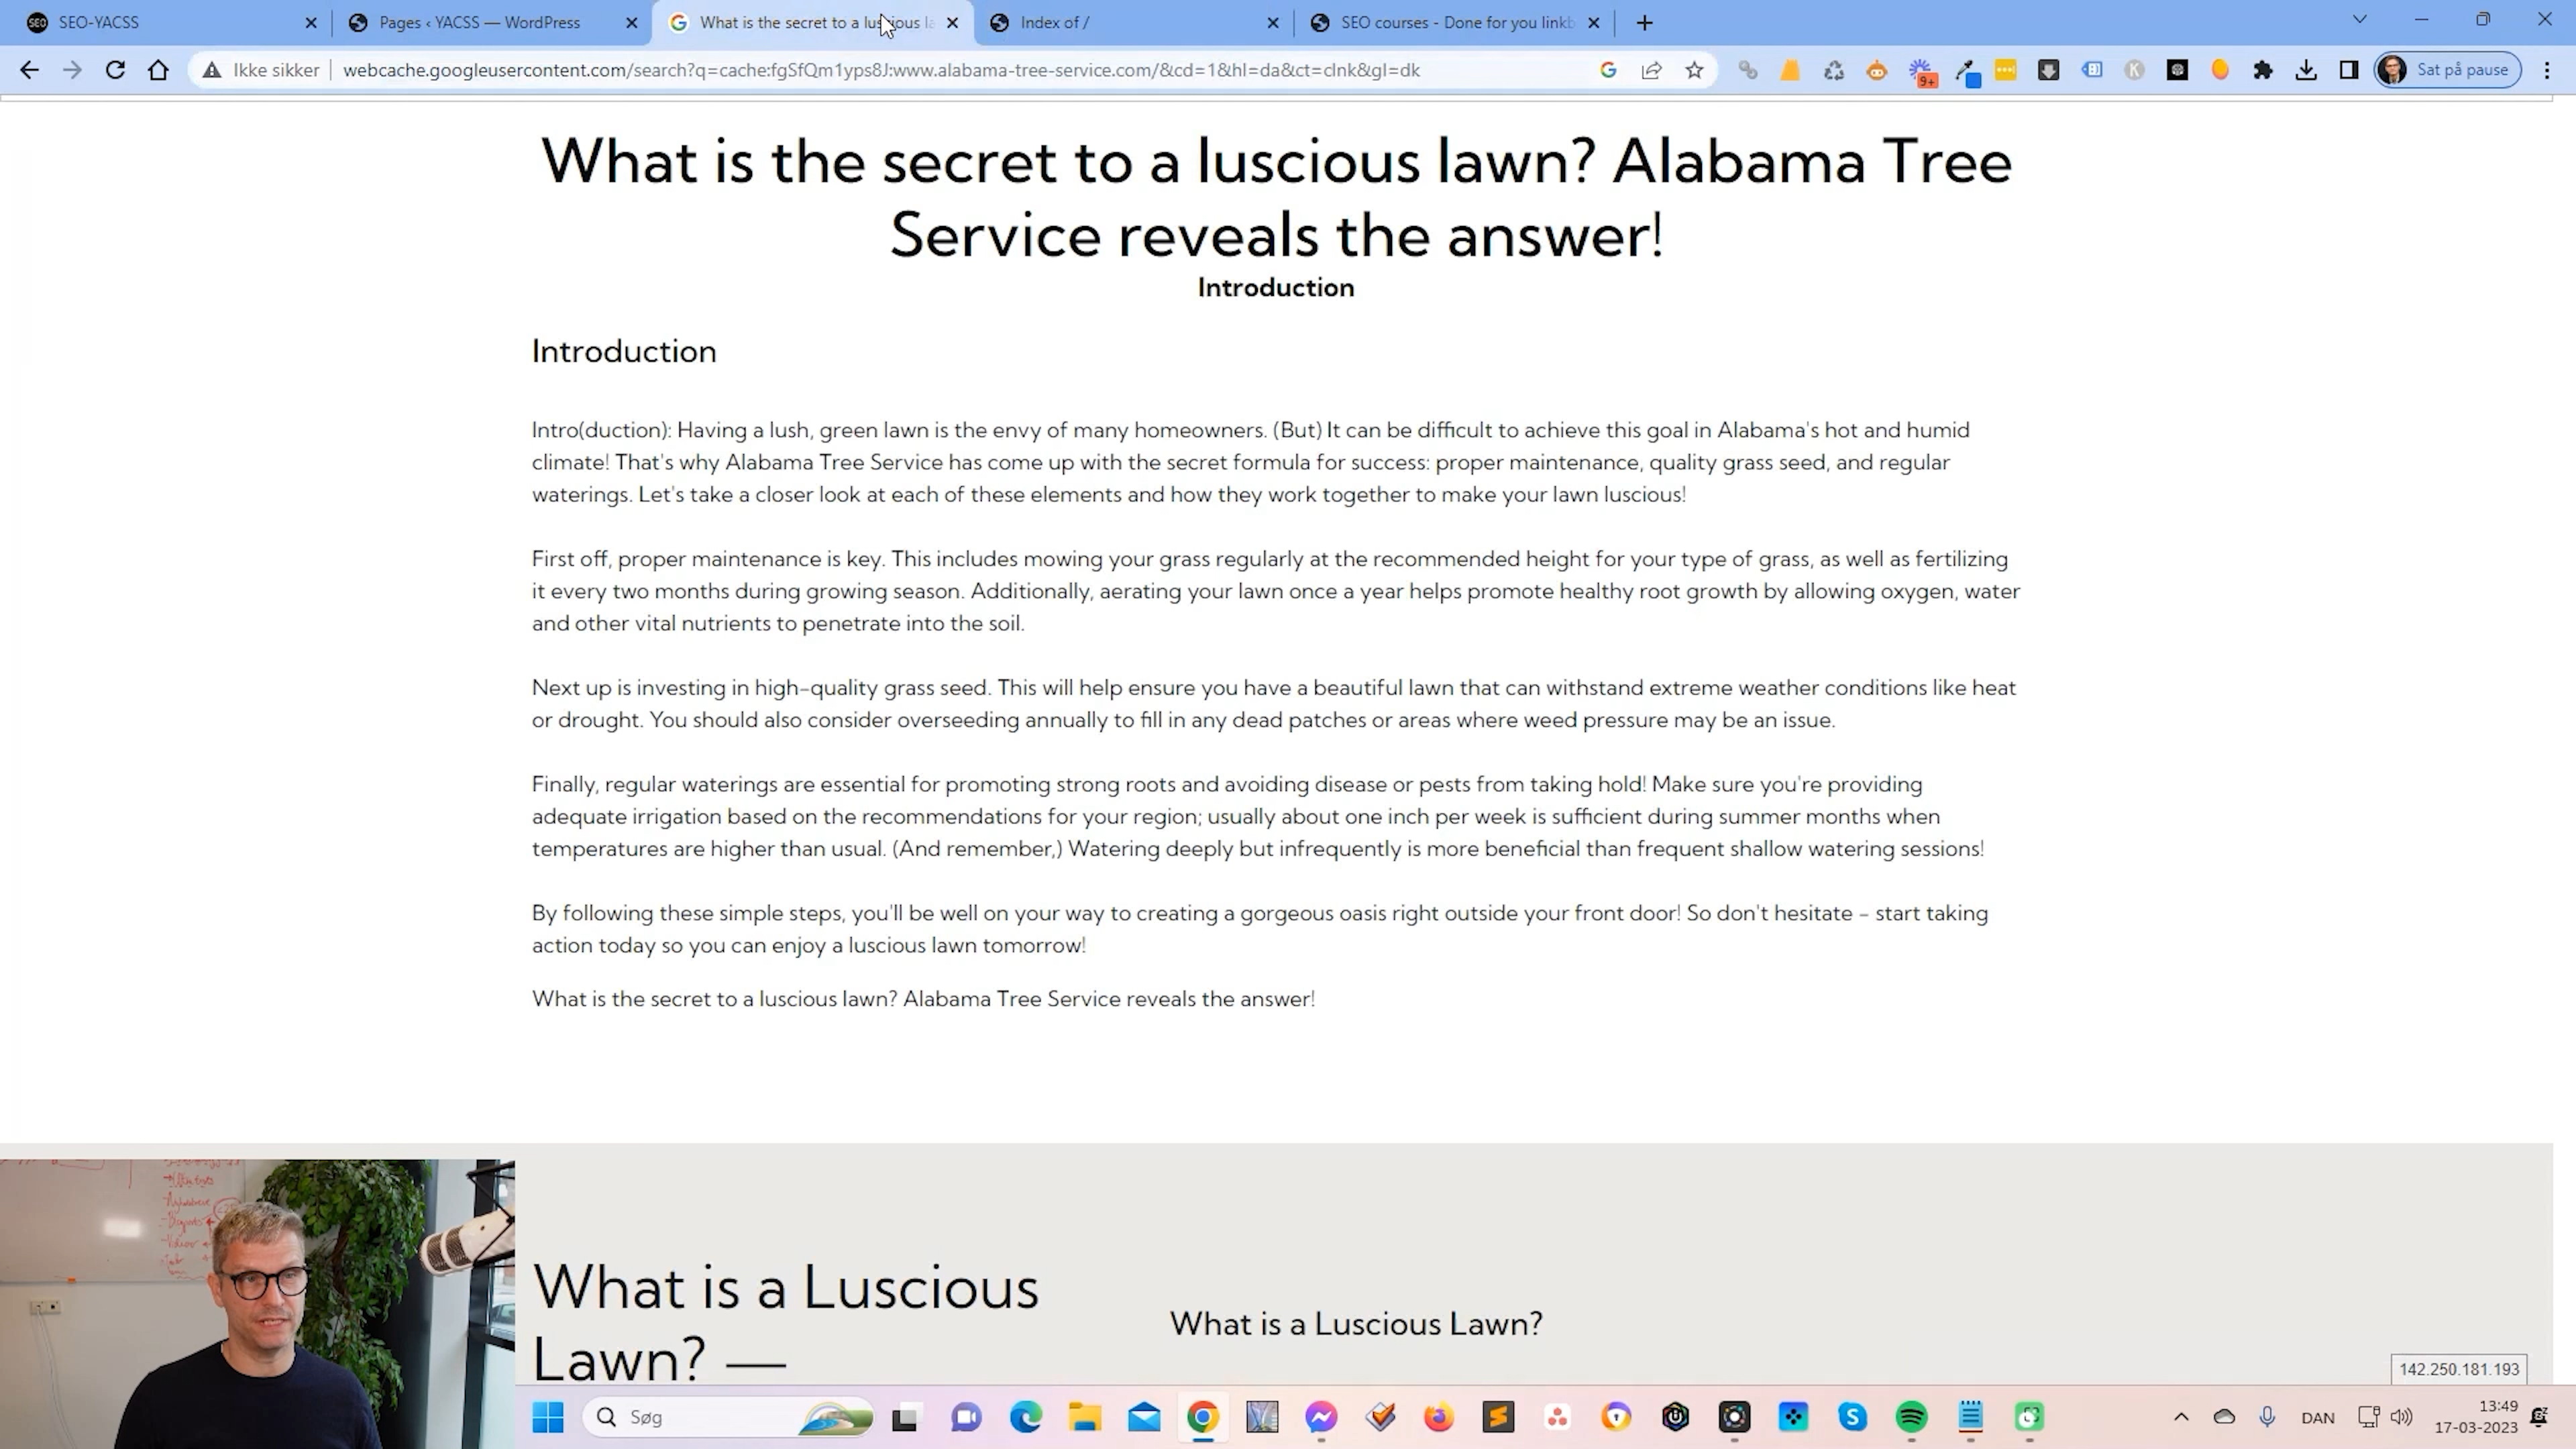 SEO-YACSS
Pages ‹ YACSS — WordPress
What is the secret to a luscious la
Index of /
SEO courses - Done for you linkb
Ikke sikker
webcache.googleusercontent.com/search?q=cache:fgSfQm1yps8J:www.alabama-tree-service.com/&cd=1&hl=da&ct=clnk&gl=dk
9+
Sat på pause
What is the secret to a luscious lawn? Alabama Tree
Service reveals the answer!
Introduction
Introduction
Intro(duction): Having a lush, green lawn is the envy of many homeowners. (But) It can be difficult to achieve this goal in Alabama's hot and humid
climate! That's why Alabama Tree Service has come up with the secret formula for success: proper maintenance, quality grass seed, and regular
waterings. Let's take a closer look at each of these elements and how they work together to make your lawn luscious!
First off, proper maintenance is key. This includes mowing your grass regularly at the recommended height for your type of grass, as well as fertilizing
it every two months during growing season. Additionally, aerating your lawn once a year helps promote healthy root growth by allowing oxygen, water
and other vital nutrients to penetrate into the soil.
Next up is investing in high-quality grass seed. This will help ensure you have a beautiful lawn that can withstand extreme weather conditions like heat
or drought. You should also consider overseeding annually to fill in any dead patches or areas where weed pressure may be an issue.
Finally, regular waterings are essential for promoting strong roots and avoiding disease or pests from taking hold! Make sure you're providing
adequate irrigation based on the recommendations for your region; usually about one inch per week is sufficient during summer months when
temperatures are higher than usual. (And remember,) Watering deeply but infrequently is more beneficial than frequent shallow watering sessions!
By following these simple steps, you'll be well on your way to creating a gorgeous oasis right outside your front door! So don't hesitate – start taking
action today so you can enjoy a luscious lawn tomorrow!
What is the secret to a luscious lawn? Alabama Tree Service reveals the answer!
What is a Luscious
Lawn? —
What is a Luscious Lawn?
142.250.181.193
Søg
DAN
13:49
17-03-2023